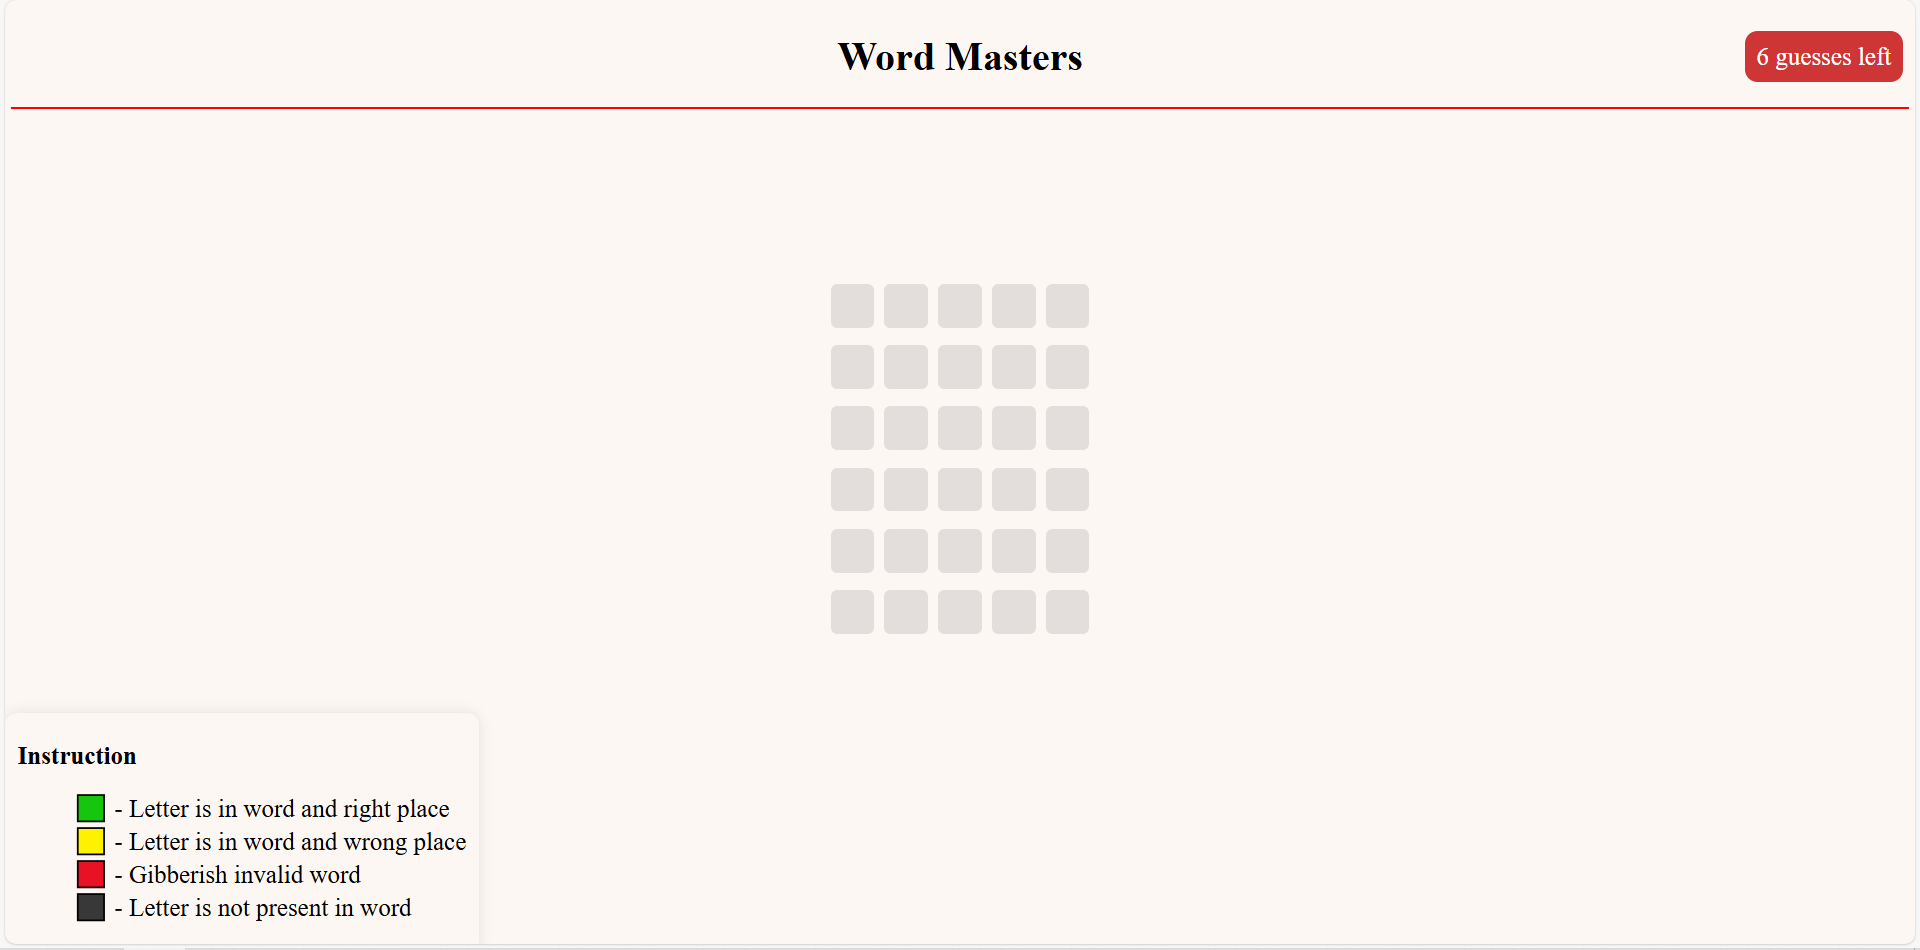 Word Masters
6 guesses left
Instruction
- Letter is in word and right place
- Letter is in word and wrong place
- Gibberish invalid word
- Letter is not present in word